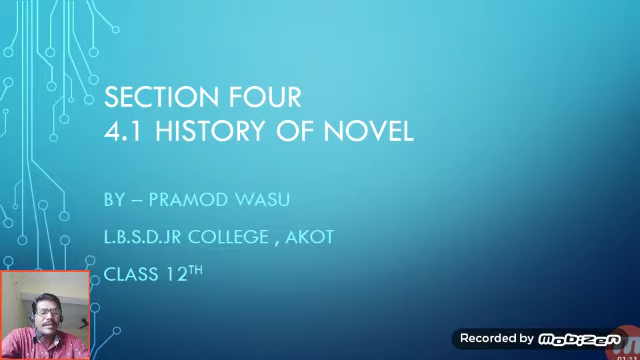 SECTION FOUR
4.1 HISTORY OF NOVEL
BY – PRAMOD WASU
L.B.S.D.JR COLLEGE , AKOT
CLASS 12TH
Recorded by Mobizen